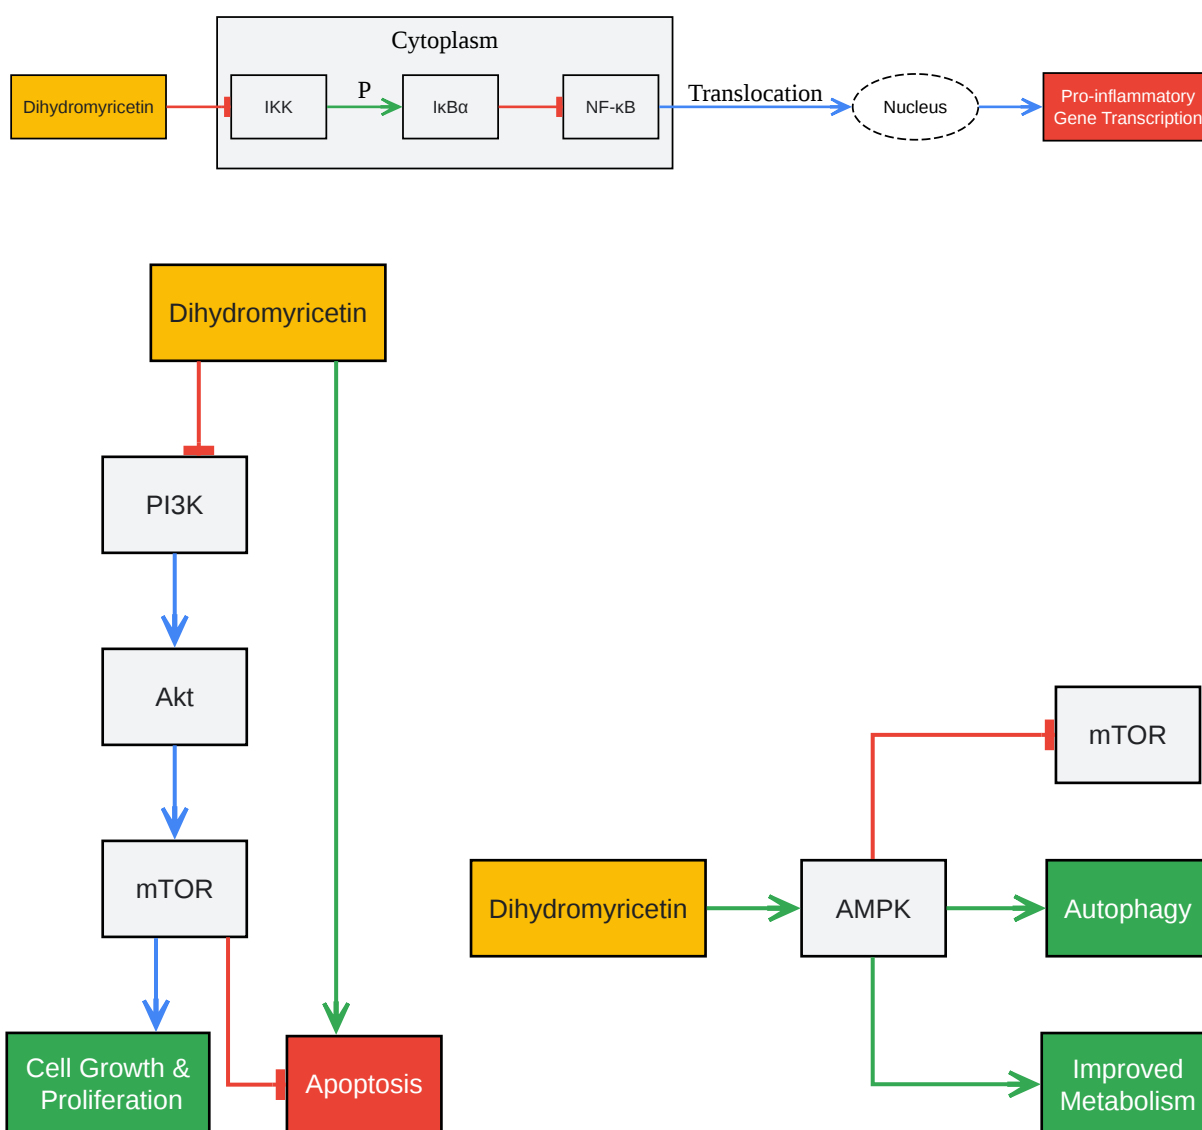 Cytoplasm
Dihydromyricetin
IKK
P
IκBα
NF-κB
Translocation
Nucleus
Pro-inflammatory
Gene Transcription
Dihydromyricetin
PI3K
Akt
mTOR
Cell Growth &
Proliferation
Apoptosis
mTOR
Dihydromyricetin
AMPK
Autophagy
Improved
Metabolism